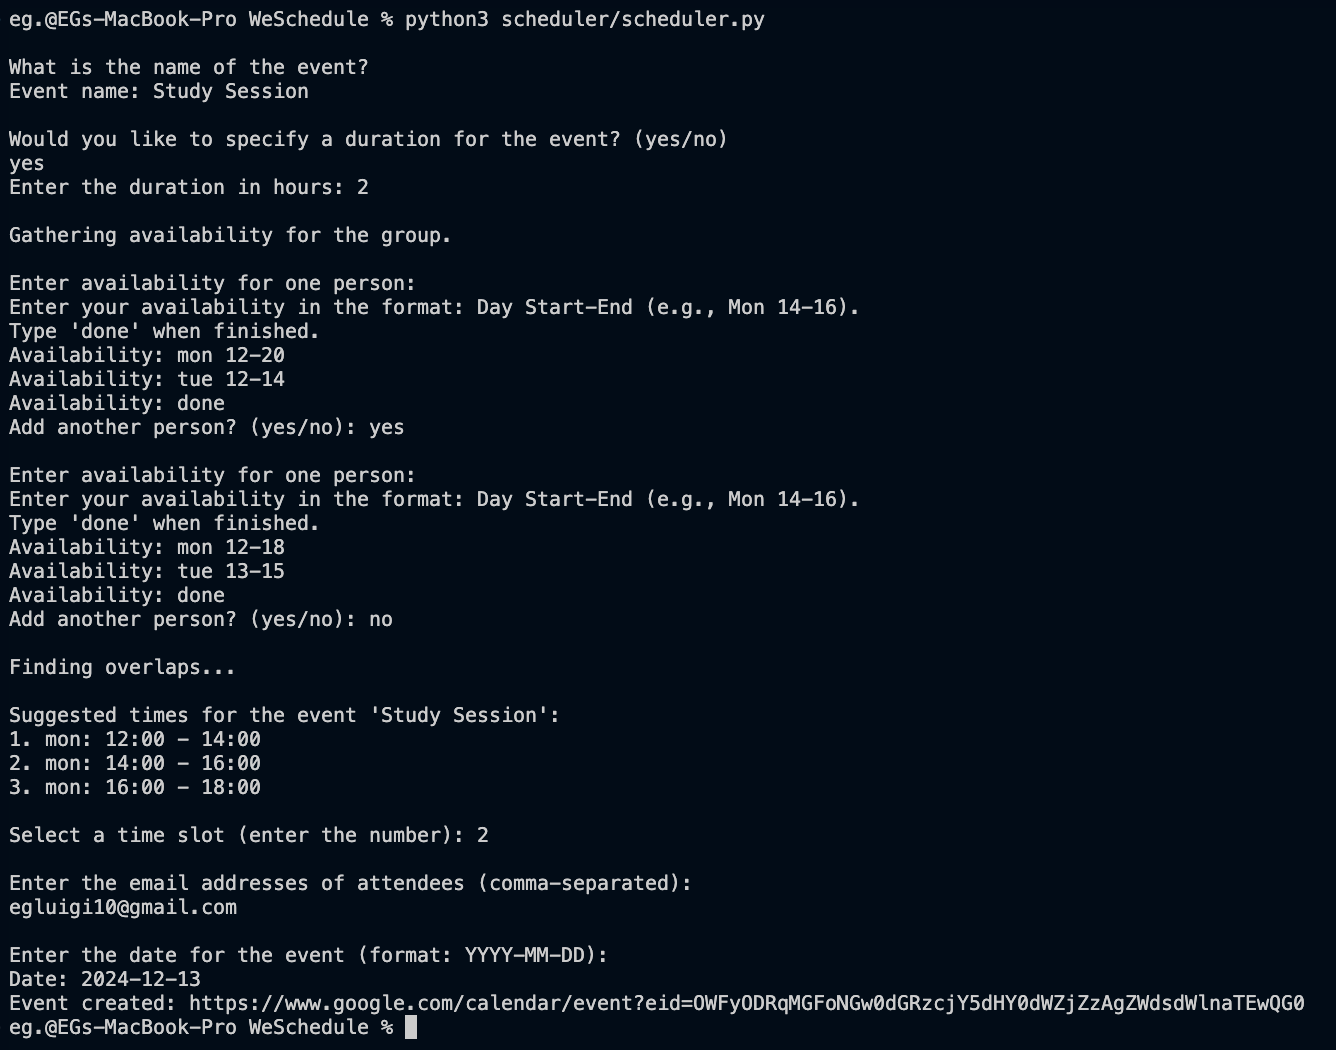 eg.@EGs-MacBook-Pro WeSchedule % python3 scheduler/scheduler.py
What is the name of the event?
Event name: Study Session
Would you like to specify a duration for the event? (yes/no)
yes
Enter the duration in hours: 2
Gathering availability for the group.
Enter availability for one person:
Enter your availability in the format: Day Start-End (e.g., Mon 14-16).
Type 'done' when finished.
Availability: mon 12-20
Availability: tue 12-14
Availability: done
Add another person? (yes/no): yes
Enter availability for one person:
Enter your availability in the format: Day Start-End (e.g., Mon 14-16).
Type 'done' when finished.
Availability: mon 12-18
Availability: tue 13-15
Availability: done
Add another person? (yes/no): no
Finding overlaps...
Suggested times for the event 'Study Session':
1. mon: 12:00 - 14:00
2. mon: 14:00 - 16:00
3. mon: 16:00 - 18:00
Select a time slot (enter the number): 2
Enter the email addresses of attendees (comma-separated):
egluigi10@gmail.com
Enter the date for the event (format: YYYY-MM-DD):
Date: 2024-12-13
Event created: https://www.google.com/calendar/event?eid=OWFyODRqMGFoNGw0dGRzcjY5dHY0dWZjZzAgZWdsdWlnaTEwQG0
eg.@EGs-MacBook-Pro WeSchedule %